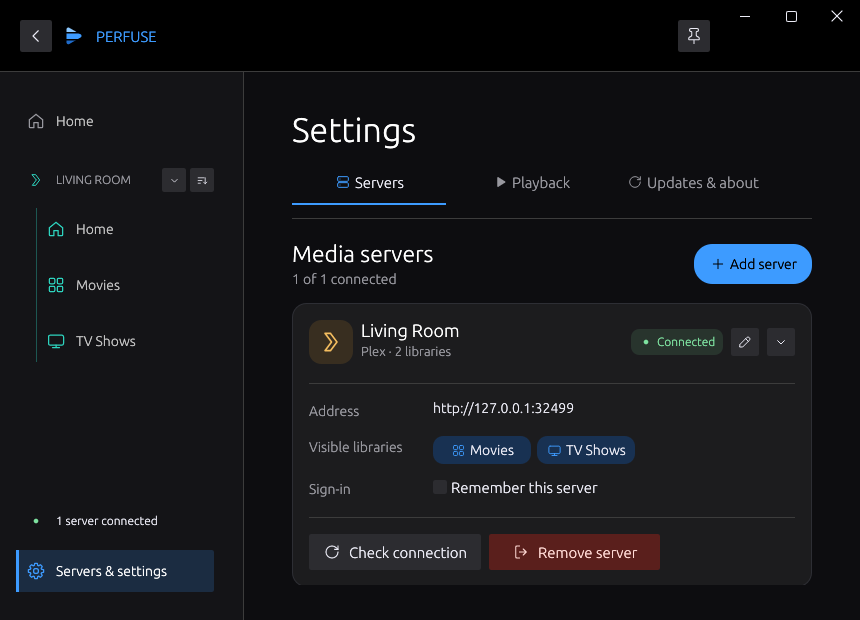 PERFUSE
Home
LIVING ROOM
Home
Movies
TV Shows
1 server connected
Servers & settings
Settings
Servers
Playback
Updates & about
Media servers
1 of 1 connected
+ Add server
Living Room
Plex · 2 libraries
Connected
Address
http://127.0.0.1:32499
Visible libraries
Movies
TV Shows
Sign-in
Remember this server
Check connection
Remove server